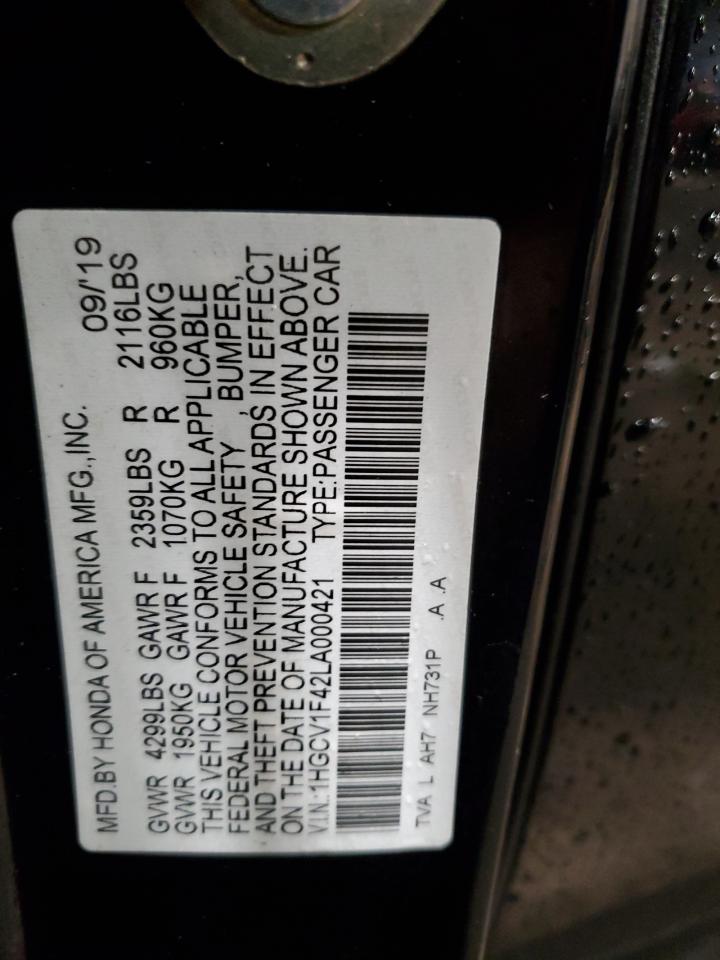 MFD.BY HONDA OF AMERICA MFG.,INC. 09/'19
GVWR 4299LBS GAWR F 2359LBS R 2116LBS
GVWR 1950KG GAWR F 1070KG R 960KG
THIS VEHICLE CONFORMS TO ALL APPLICABLE
FEDERAL MOTOR VEHICLE SAFETY , BUMPER,
AND THEFT PREVENTION STANDARDS IN EFFECT
ON THE DATE OF MANUFACTURE SHOWN ABOVE.
V.I.N.:1HGCV1F42LA000421 TYPE:PASSENGER CAR
TVA L AH7 NH731P .A .A